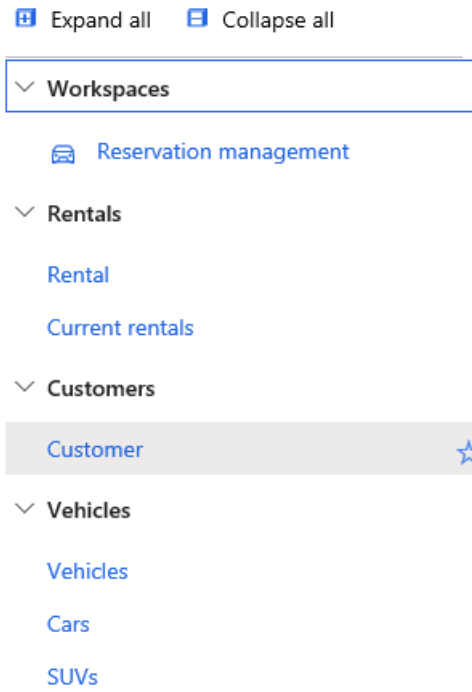 Expand all Collapse all
Workspaces
Reservation management
Rentals
Rental
Current rentals
Customers
Customer
Vehicles
Vehicles
Cars
SUVs